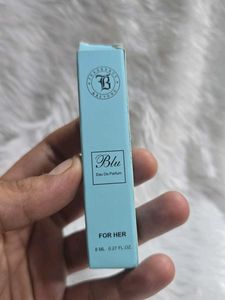 B
Blu
Eau De Parfum
FOR HER
8 ML 0.27 FL.OZ